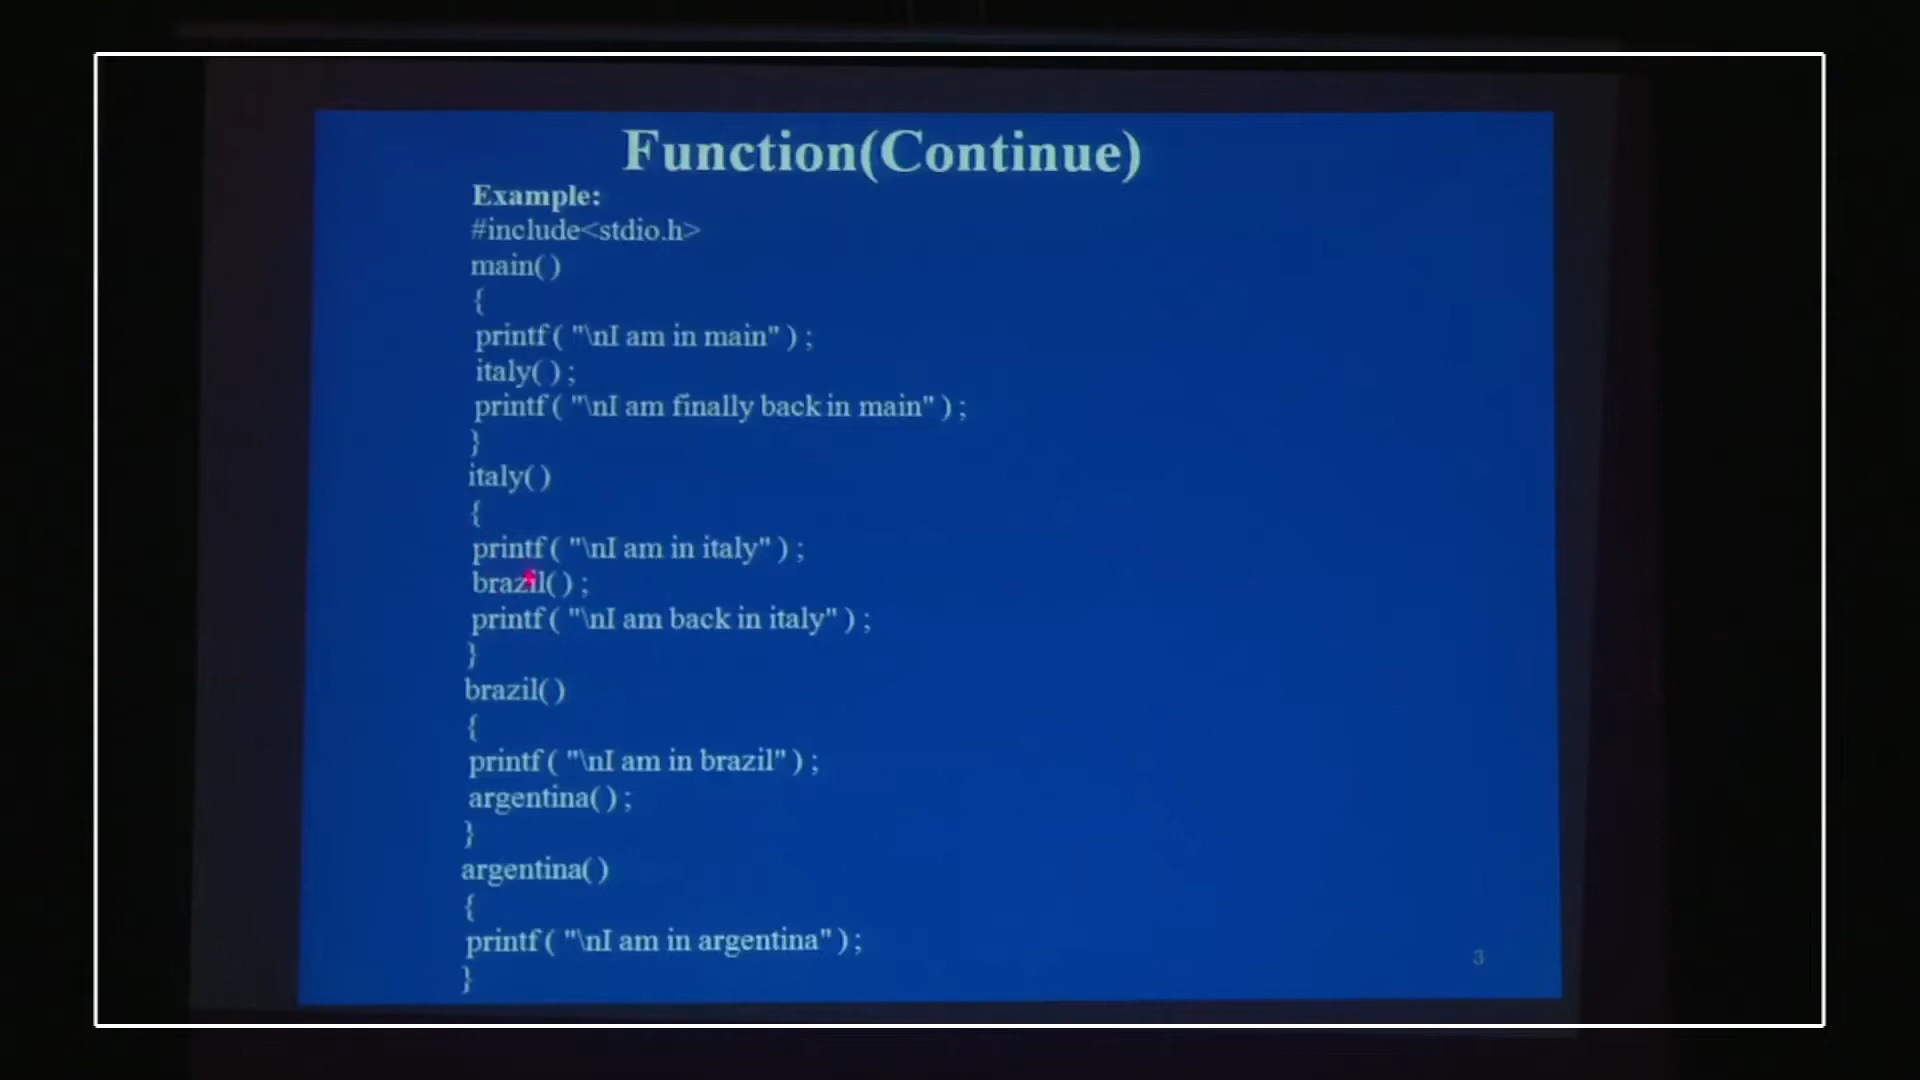 Function(Continue)
Example:
#include<stdio.h>
main( )
{
printf ( "\nI am in main" ) ;
italy( ) ;
printf ( "\nI am finally back in main" ) ;
}
italy( )
{
printf ( "\nI am in italy" ) ;
brazil( ) ;
printf ( "\nI am back in italy" ) ;
}
brazil( )
{
printf ( "\nI am in brazil" ) ;
argentina( ) ;
}
argentina( )
{
printf ( "\nI am in argentina" ) ;
}
3